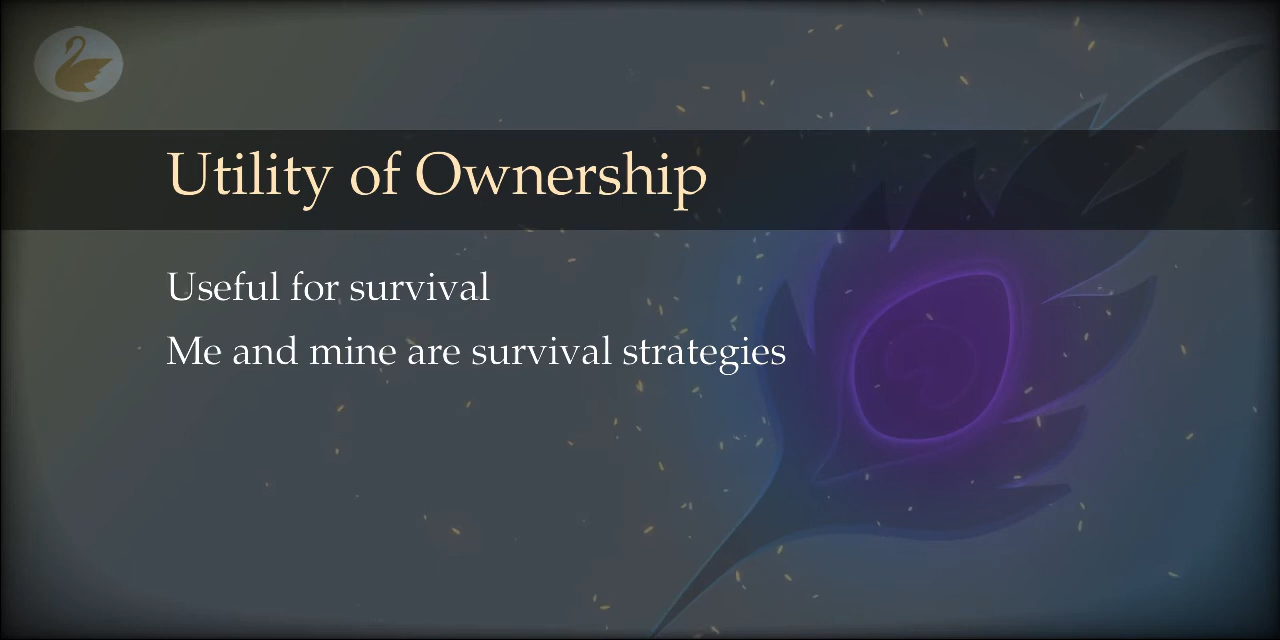 Utility of Ownership
Useful for survival
Me and mine are survival strategies